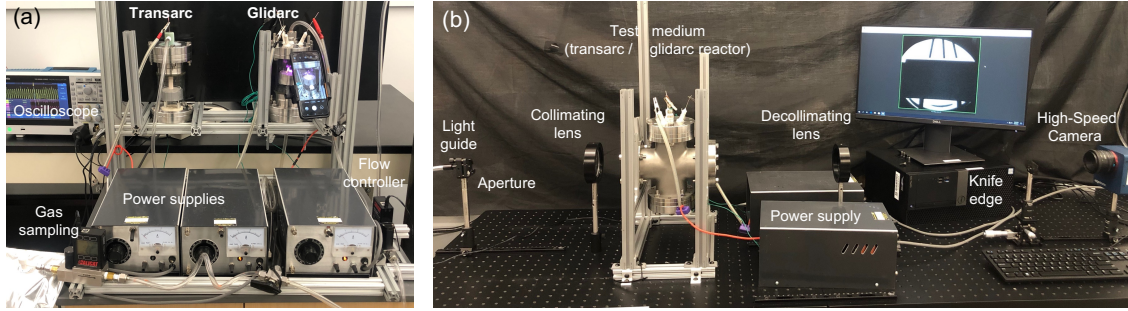 (a)
Transarc
Glidarc
Oscilloscope
Flow
controller
Power supplies
Gas
sampling
(b)
Test medium
(transarc / glidarc reactor)
Collimating
lens
Decollimating
lens
High-Speed
Camera
Light
guide
Aperture
Knife
edge
Power supply
DELL